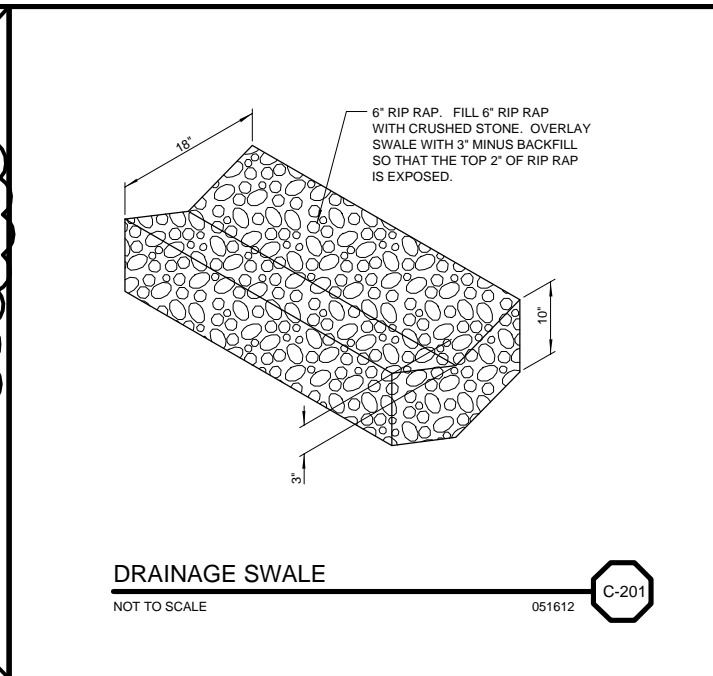 18"
6" RIP RAP.  FILL 6" RIP RAP
WITH CRUSHED STONE.  OVERLAY
SWALE WITH 3" MINUS BACKFILL
SO THAT THE TOP 2" OF RIP RAP
IS EXPOSED.
10"
3"
DRAINAGE SWALE
NOT TO SCALE
051612
C-201